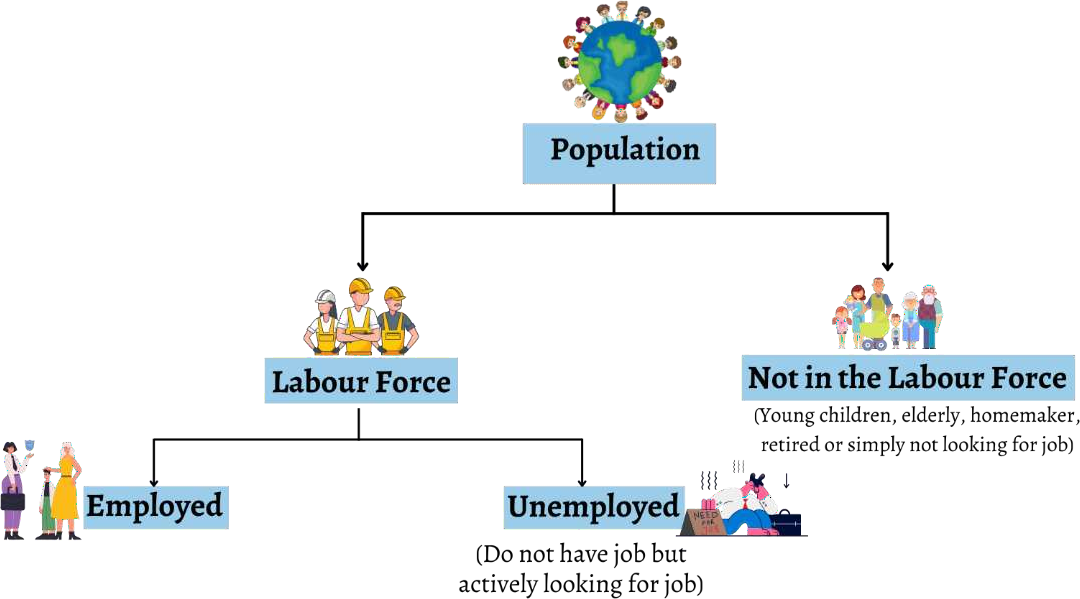 Population
Labour Force
Not in the Labour Force
(Young children, elderly, homemaker,
retired or simply not looking for job)
Employed
Unemployed
NEED
FOR
(Do not have job but
actively looking for job)